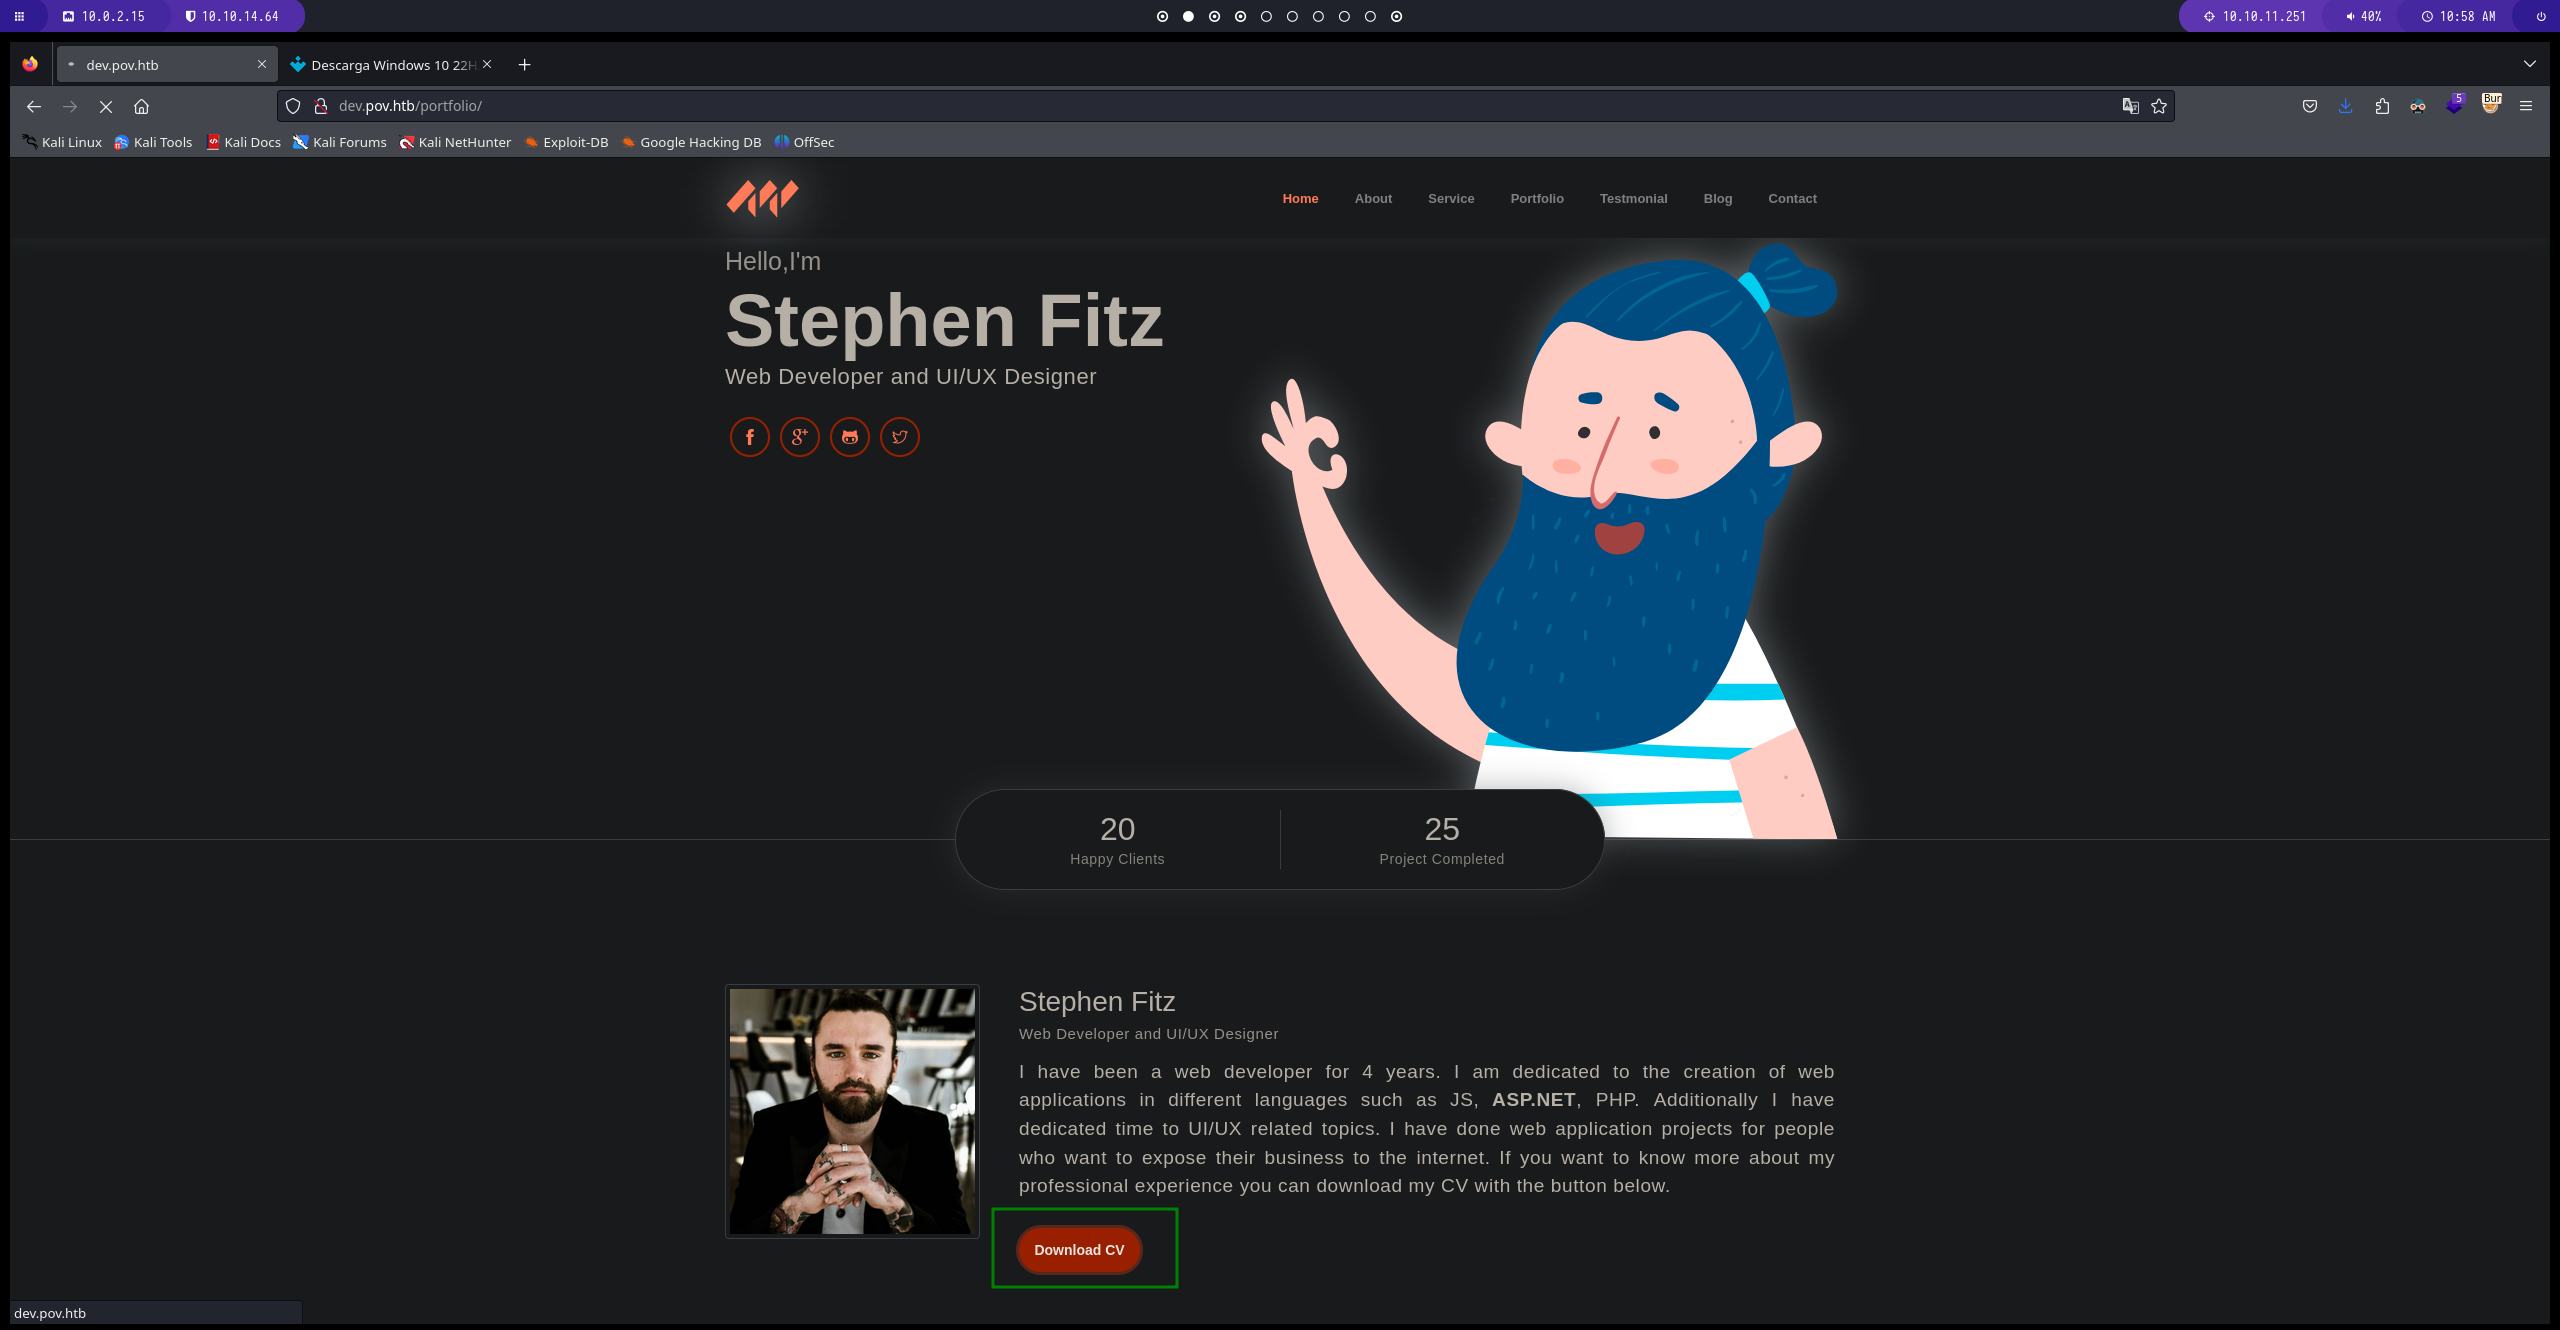 10.0.2.15
10.10.14.64
10.10.11.251
40%
10:58 AM
dev.pov.htb
Descarga Windows 10 22H
dev.pov.htb/portfolio/
5
Bur
Kali Linux
Kali Tools
Kali Docs
Kali Forums
Kali NetHunter
Exploit-DB
Google Hacking DB
OffSec
Home
About
Service
Portfolio
Testmonial
Blog
Contact
Hello,I'm
Stephen Fitz
Web Developer and UI/UX Designer
20
Happy Clients
25
Project Completed
Stephen Fitz
Web Developer and UI/UX Designer
I have been a web developer for 4 years. I am dedicated to the creation of web
applications in different languages such as JS, ASP.NET, PHP. Additionally I have
dedicated time to UI/UX related topics. I have done web application projects for people
who want to expose their business to the internet. If you want to know more about my
professional experience you can download my CV with the button below.
Download CV
dev.pov.htb